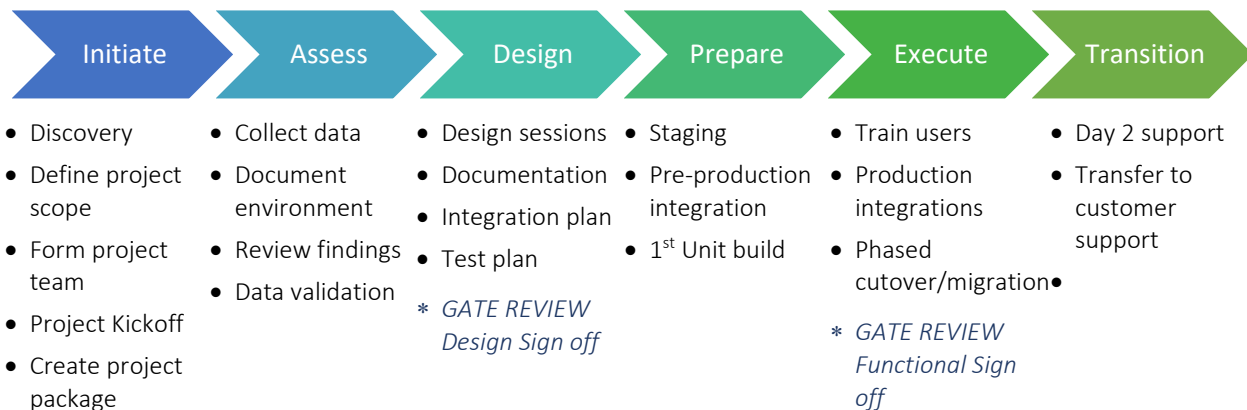 Initiate
Assess
Design
Prepare
Execute
Transition
• Discovery
• Define project
scope
• Form project
team
• Project Kickoff
• Create project
package
• Collect data
• Document
environment
• Review findings
• Data validation
• Design sessions
• Documentation
• Integration plan
• Test plan
* GATE REVIEW
Design Sign off
• Staging
• Pre-production
integration
• 1st Unit build
• Train users
• Production
integrations
• Phased
cutover/migration
* GATE REVIEW
Functional Sign
off
• Day 2 support
• Transfer to
customer
support
•